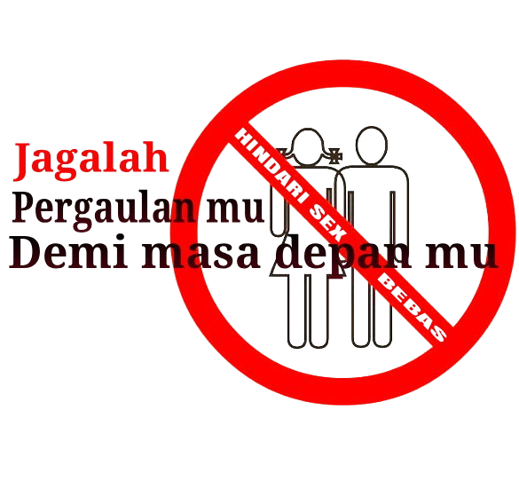 Jagalah
Pergaulan mu
Demi masa depan mu
HINDARI SEX BEBAS